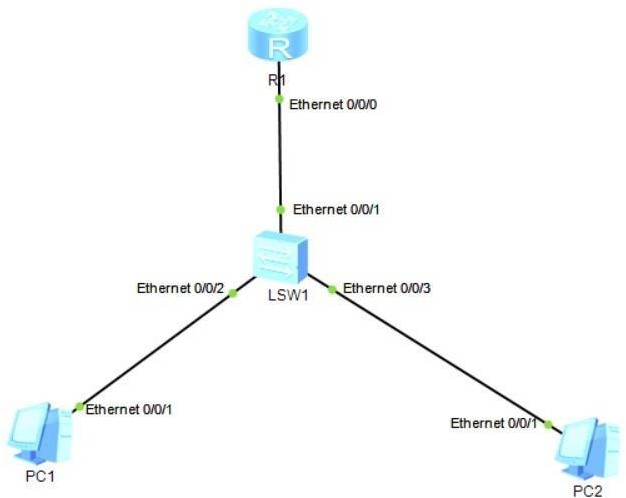 R
R1
Ethernet 0/0/0
Ethernet 0/0/1
LSW1
Ethernet 0/0/2
Ethernet 0/0/3
Ethernet 0/0/1
PC1
Ethernet 0/0/1
PC2